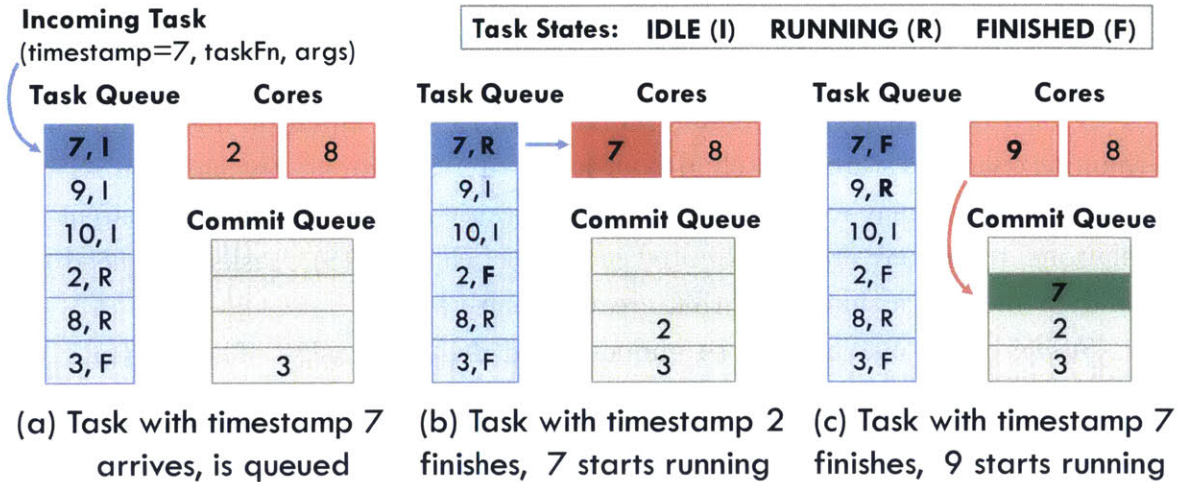 Incoming Task
(timestamp=7, taskFn, args)
Task States: IDLE (I) RUNNING (R) FINISHED (F)
Task Queue Cores
7, I
9, I
10, I
2, R
8, R
3, F
2 8
Commit Queue
3
(a) Task with timestamp 7
arrives, is queued
Task Queue Cores
7, R
9, I
10, I
2, F
8, R
3, F
7 8
Commit Queue
2
3
(b) Task with timestamp 2
finishes, 7 starts running
Task Queue Cores
7, F
9, R
10, I
2, F
8, R
3, F
9 8
Commit Queue
7
2
3
(c) Task with timestamp 7
finishes, 9 starts running